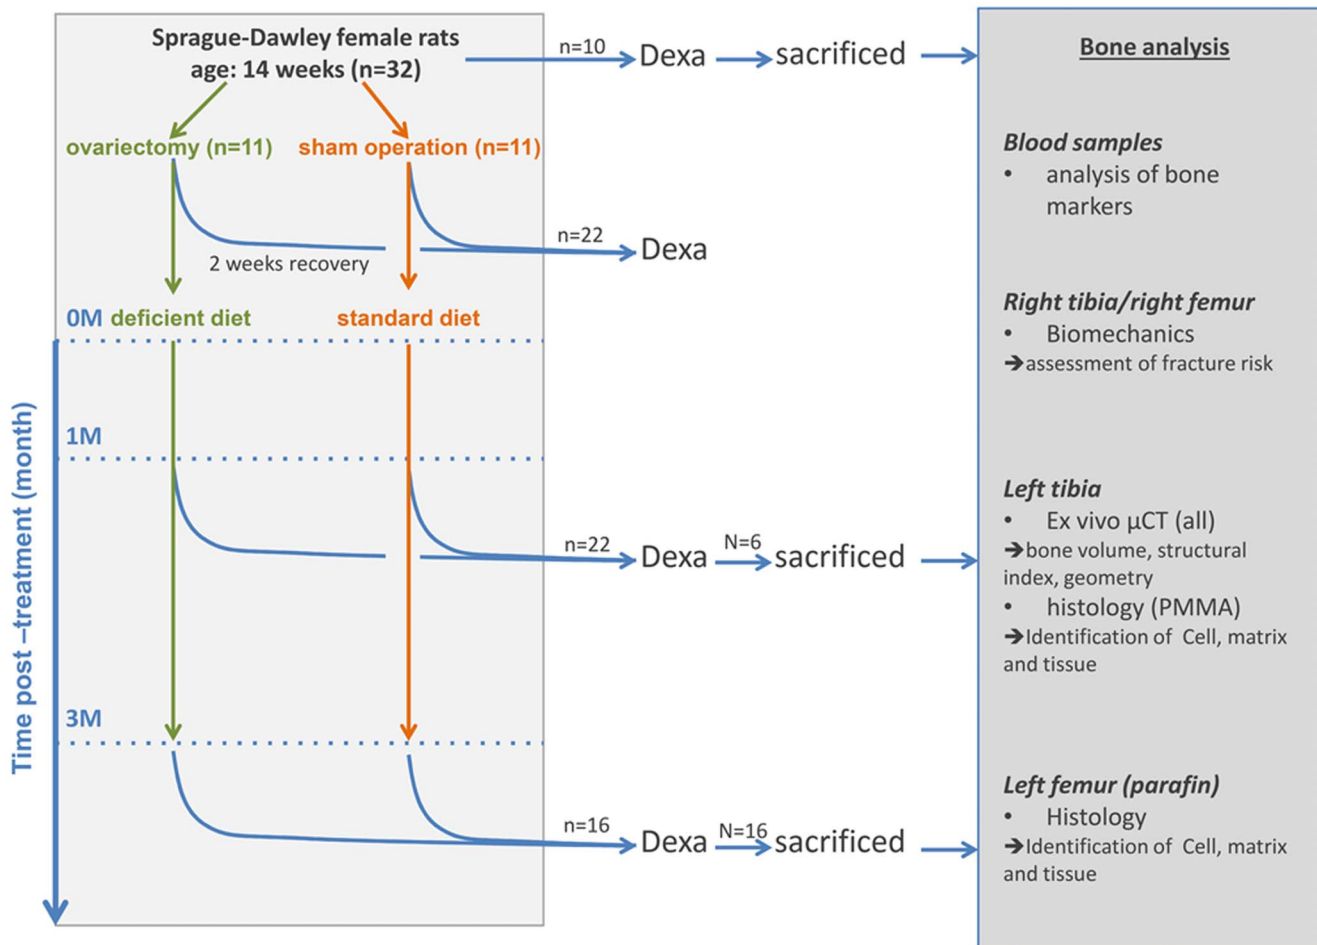 Sprague-Dawley female rats
age: 14 weeks (n=32)
n=10
Dexa
sacrificed
ovariectomy (n=11)
sham operation (n=11)
n=22
Dexa
2 weeks recovery
0M
deficient diet
standard diet
1M
n=22
Dexa
N=6
sacrificed
3M
n=16
Dexa
N=16
sacrificed
Time post –treatment (month)
Bone analysis
Blood samples
• analysis of bone
markers
Right tibia/right femur
• Biomechanics
➔assessment of fracture risk
Left tibia
• Ex vivo µCT (all)
➔bone volume, structural
index, geometry
• histology (PMMA)
➔Identification of Cell, matrix
and tissue
Left femur (parafin)
• Histology
➔Identification of Cell, matrix
and tissue